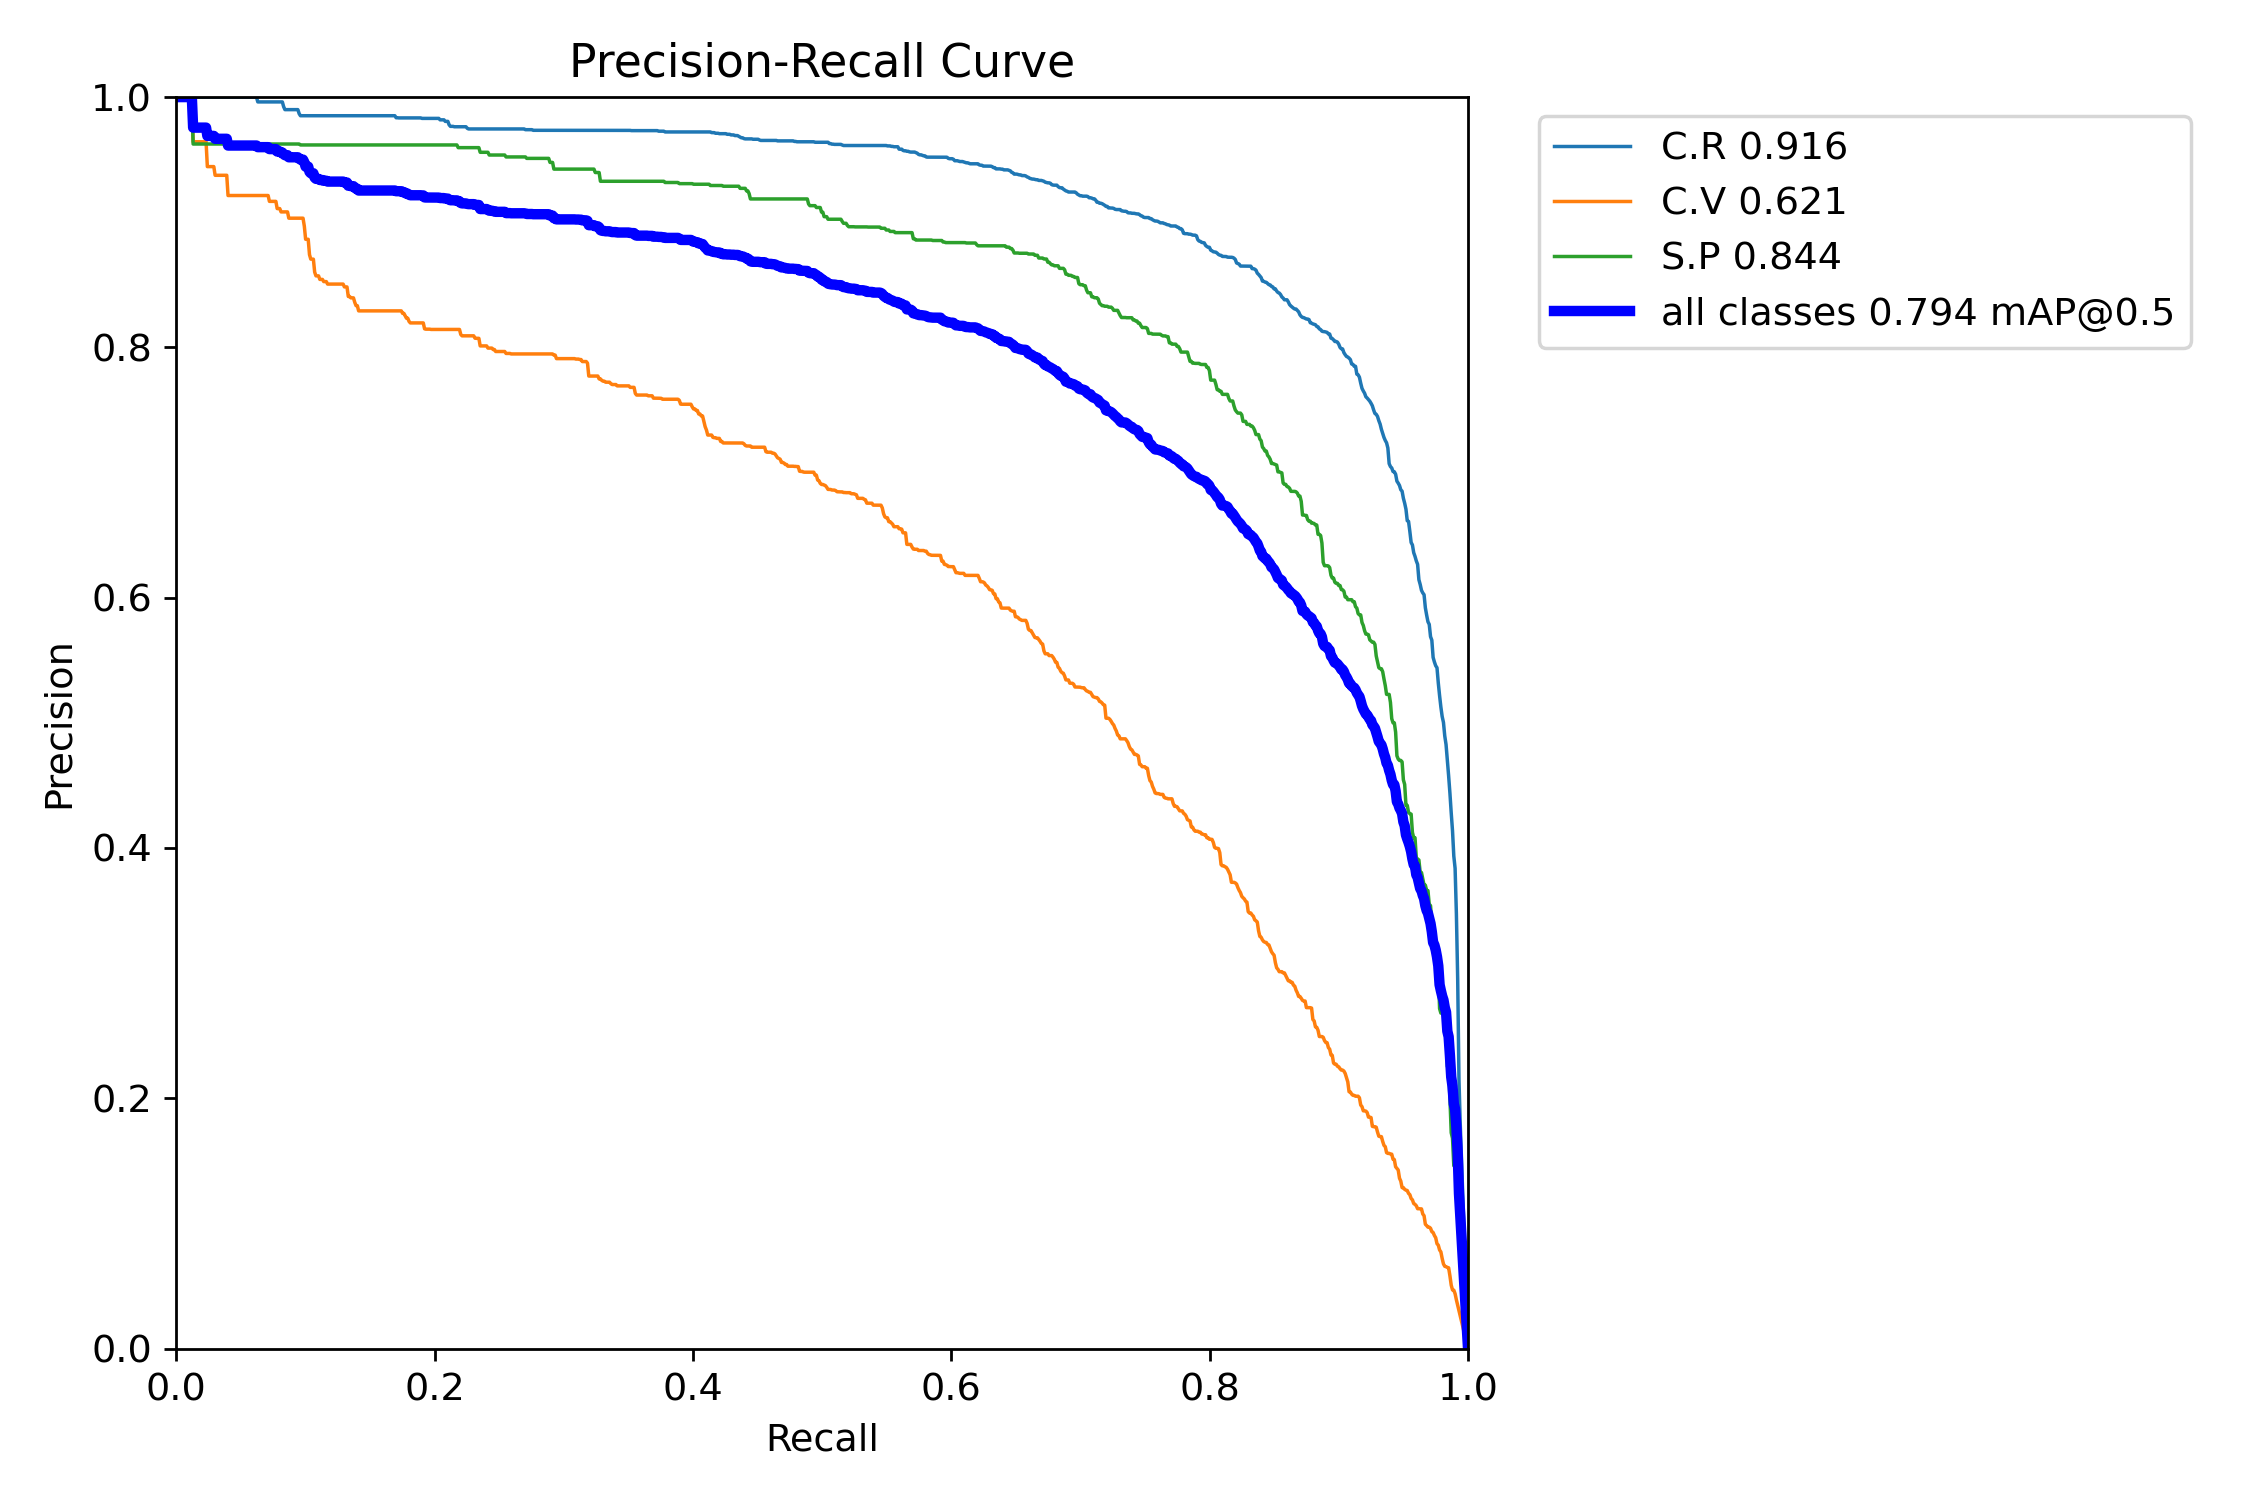 Precision-Recall Curve
1.0
0.8
0.6
0.4
0.2
0.0
Precision
0.0 0.2 0.4 0.6 0.8 1.0
Recall
C.R 0.916
C.V 0.621
S.P 0.844
all classes 0.794 mAP@0.5